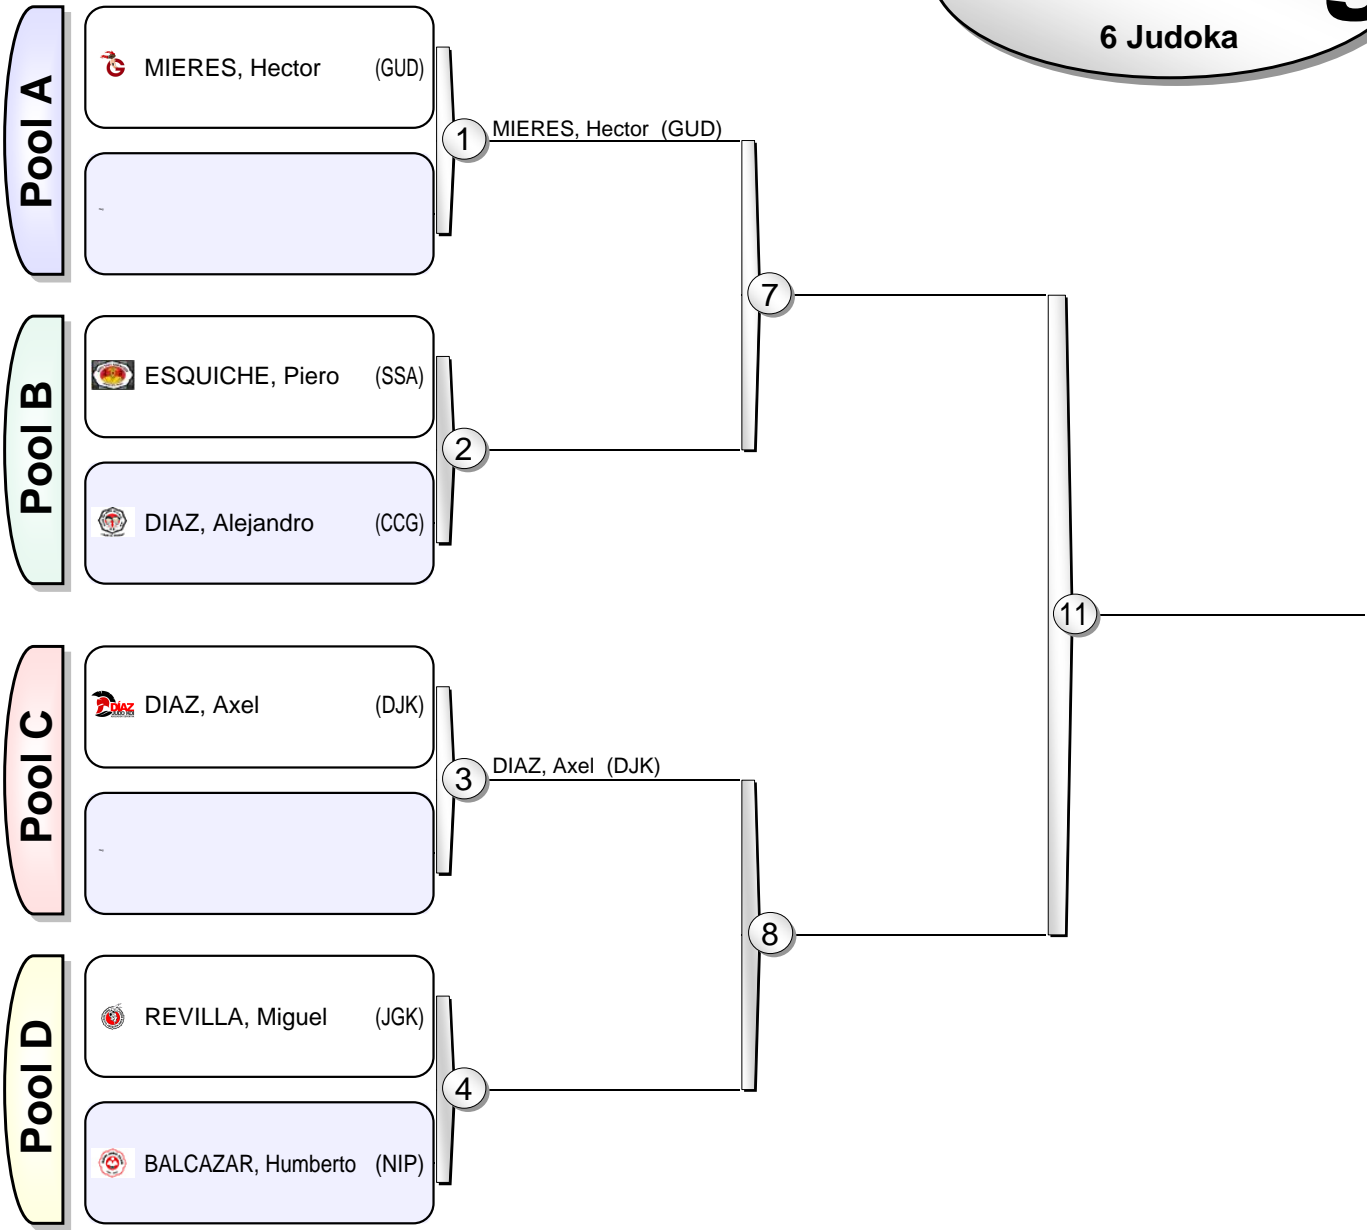 6 Judoka
Pool A
MIERES, Hector (GUD)
-
1
MIERES, Hector (GUD)
7
Pool B
ESQUICHE, Piero (SSA)
2
DIAZ, Alejandro (CCG)
11
Pool C
DIAZ, Axel (DJK)
DÍAZ
3
DIAZ, Axel (DJK)
-
8
Pool D
REVILLA, Miguel (JGK)
4
BALCAZAR, Humberto (NIP)